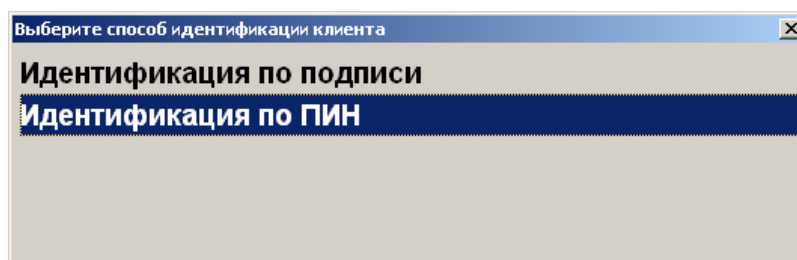 Выберите способ идентификации клиента
Идентификация по подписи
Идентификация по ПИН